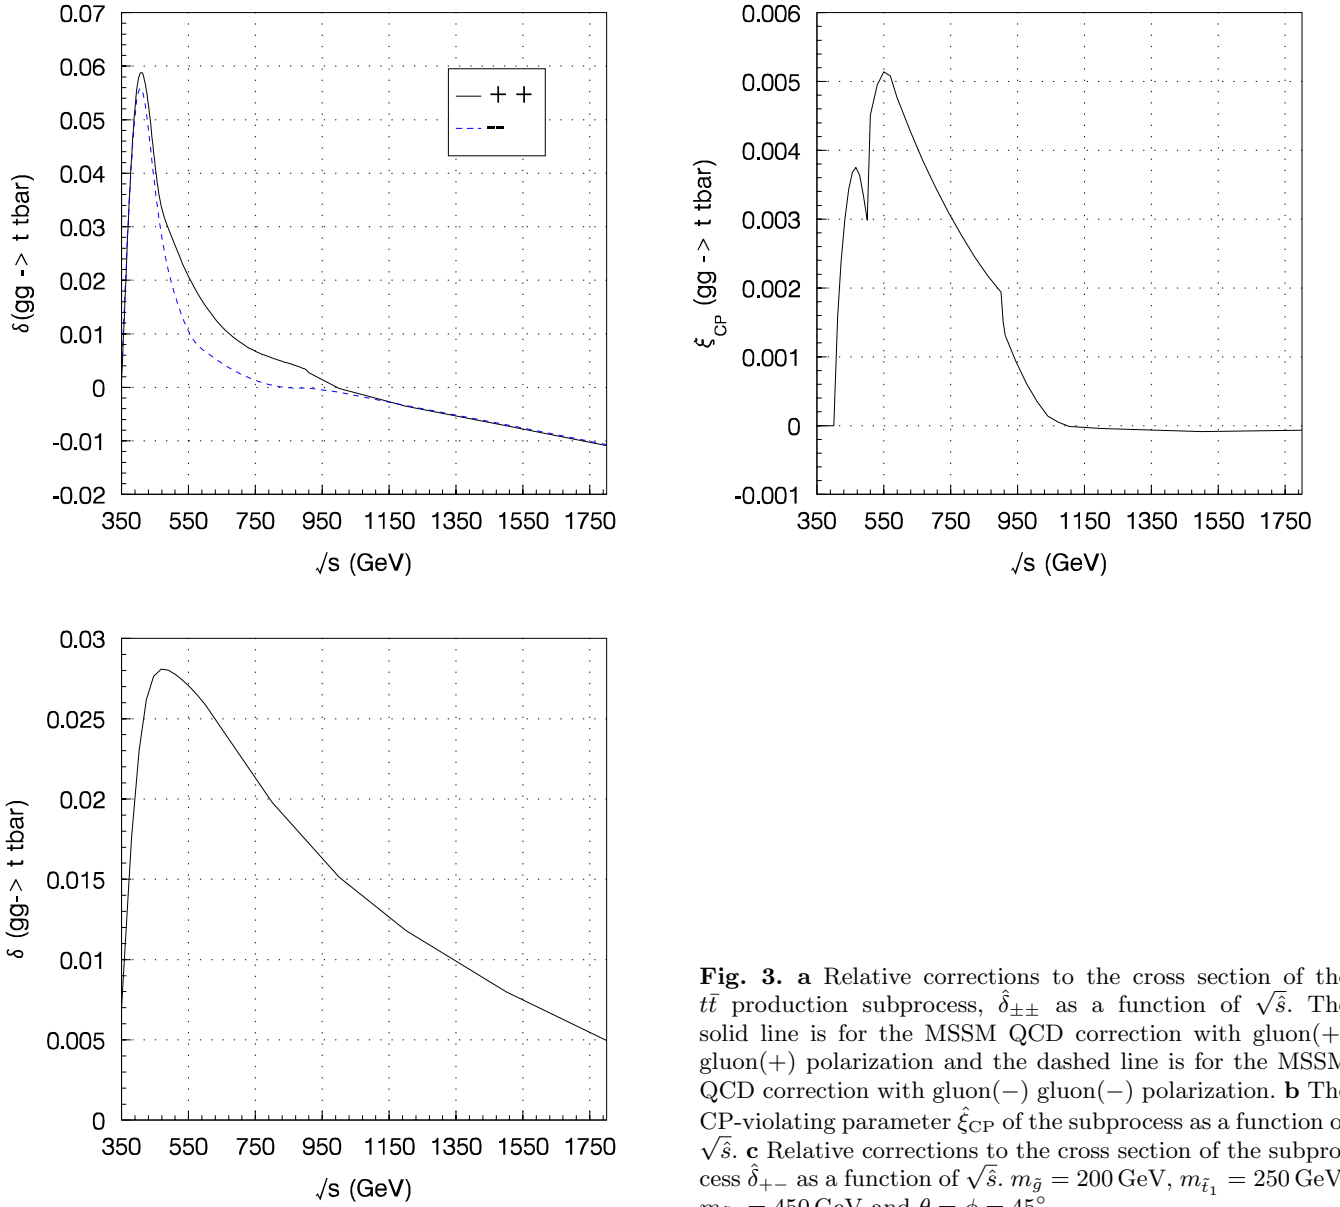 0.07
0.06
0.05
0.04
0.03
0.02
0.01
0
-0.01
-0.02
350 550 750 950 1150 1350 1550 1750
√s (GeV)
δ(gg -> t tbar)
+ +
--
0.006
0.005
0.004
0.003
0.002
0.001
0
-0.001
350 550 750 950 1150 1350 1550 1750
√s (GeV)
ξ_CP (gg -> t tbar)
0.03
0.025
0.02
0.015
0.01
0.005
0
350 550 750 950 1150 1350 1550 1750
√s (GeV)
δ (gg-> t tbar)
Fig. 3. a Relative corrections to the cross section of the
tt̄ production subprocess, δ̂±± as a function of √ŝ. The
solid line is for the MSSM QCD correction with gluon(+
gluon(+) polarization and the dashed line is for the MSSM
QCD correction with gluon(−) gluon(−) polarization. b The
CP-violating parameter ξ̂CP of the subprocess as a function o
√ŝ. c Relative corrections to the cross section of the subpro
cess δ̂+− as a function of √ŝ. m_g̃ = 200 GeV, m_t̃1 = 250 GeV
= 450 GeV and θ = φ = 45°